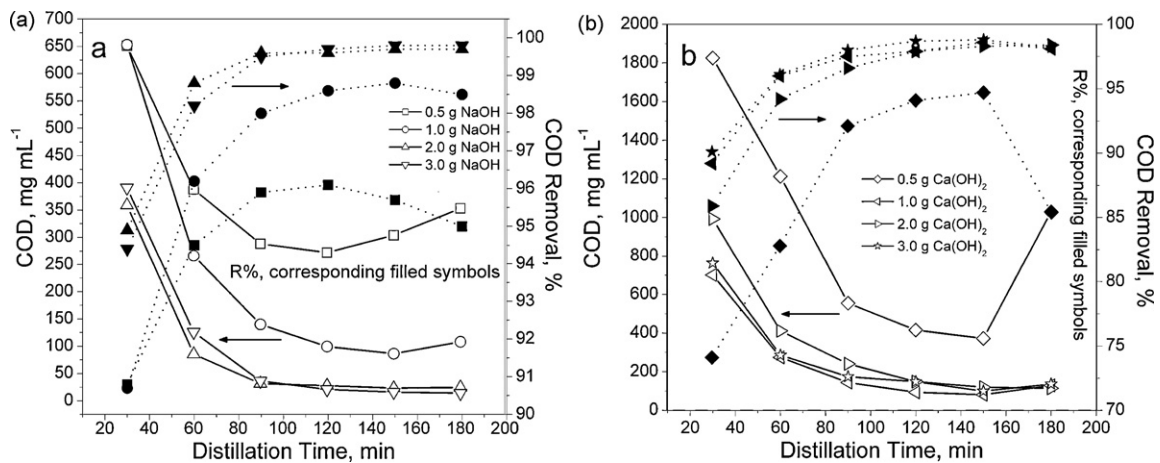 (a)
a
COD, mg mL-1
700
650
600
550
500
450
400
350
300
250
200
150
100
50
0
20 40 60 80 100 120 140 160 180 200
Distillation Time, min
100
99
98
97
96
95
94
93
92
91
90
COD Removal, %
0.5 g NaOH
1.0 g NaOH
2.0 g NaOH
3.0 g NaOH
R%, corresponding filled symbols
(b)
b
COD, mg mL-1
2000
1800
1600
1400
1200
1000
800
600
400
200
0
20 40 60 80 100 120 140 160 180 200
Distillation Time, min
100
95
90
85
80
75
70
COD Removal, %
R%, corresponding filled symbols
0.5 g Ca(OH)2
1.0 g Ca(OH)2
2.0 g Ca(OH)2
3.0 g Ca(OH)2